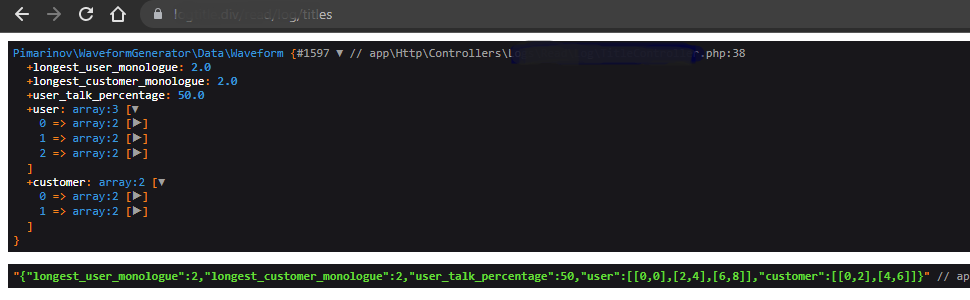 /log/titles
Pimarinov\WaveformGenerator\Data\Waveform {#1597 ▼ // app\Http\Controllers\L .php:38
+longest_user_monologue: 2.0
+longest_customer_monologue: 2.0
+user_talk_percentage: 50.0
+user: array:3 [▼
0 => array:2 [▶]
1 => array:2 [▶]
2 => array:2 [▶]
]
+customer: array:2 [▼
0 => array:2 [▶]
1 => array:2 [▶]
]
}
"{"longest_user_monologue":2,"longest_customer_monologue":2,"user_talk_percentage":50,"user":[[0,0],[2,4],[6,8]],"customer":[[0,2],[4,6]]}" // ap